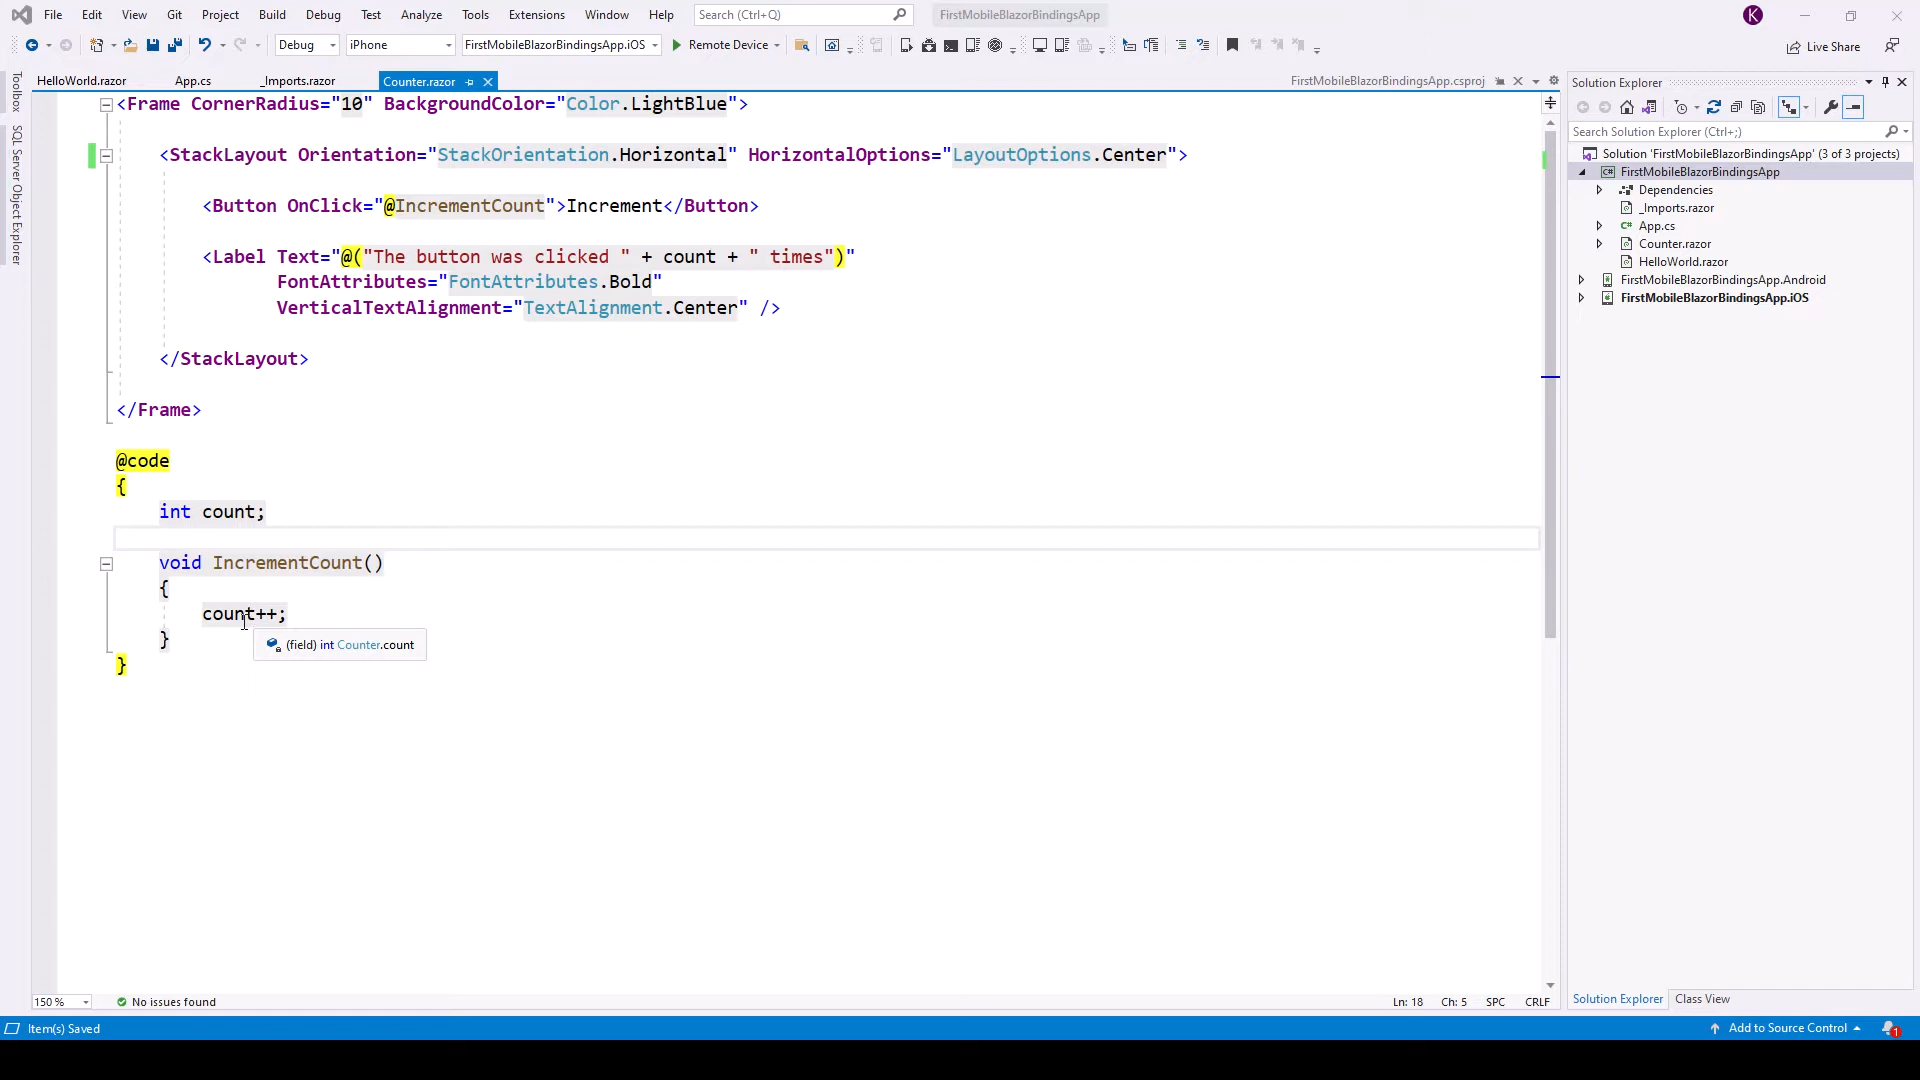 File Edit View Git Project Build Debug Test Analyze Tools Extensions Window Help Search (Ctrl+Q) FirstMobileBlazorBindingsApp K
Debug iPhone FirstMobileBlazorBindingsApp.iOS Remote Device Live Share
HelloWorld.razor App.cs _Imports.razor Counter.razor FirstMobileBlazorBindingsApp.csproj
Toolbox
SQL Server Object Explorer
<Frame CornerRadius="10" BackgroundColor="Color.LightBlue">
<StackLayout Orientation="StackOrientation.Horizontal" HorizontalOptions="LayoutOptions.Center">
<Button OnClick="@IncrementCount">Increment</Button>
<Label Text="@("The button was clicked " + count + " times")"
FontAttributes="FontAttributes.Bold"
VerticalTextAlignment="TextAlignment.Center" />
</StackLayout>
</Frame>
@code
{
int count;
void IncrementCount()
{
count++;
}
(field) int Counter.count
}
150 % No issues found Ln: 18 Ch: 5 SPC CRLF
Solution Explorer
Search Solution Explorer (Ctrl+;)
Solution 'FirstMobileBlazorBindingsApp' (3 of 3 projects)
C# FirstMobileBlazorBindingsApp
Dependencies
_Imports.razor
C# App.cs
Counter.razor
HelloWorld.razor
FirstMobileBlazorBindingsApp.Android
FirstMobileBlazorBindingsApp.iOS
Solution Explorer Class View
Item(s) Saved Add to Source Control 1